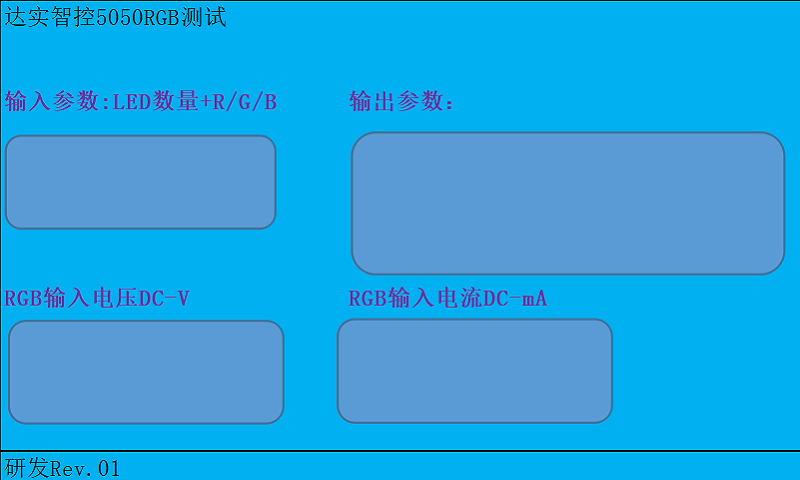 达实智控5050RGB测试
输入参数:LED数量+R/G/B
输出参数：
RGB输入电压DC-V
RGB输入电流DC-mA
研发Rev.01